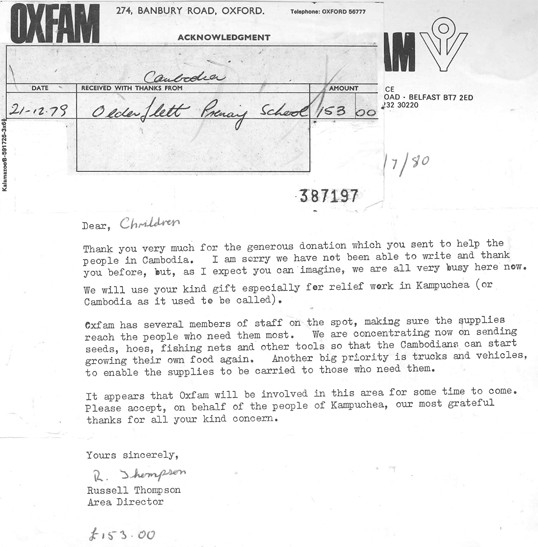 OXFAM
274, BANBURY ROAD, OXFORD. Telephone: OXFORD 56777
ACKNOWLEDGMENT
Cambodia
DATE RECEIVED WITH THANKS FROM AMOUNT
21-12-79 Olderfleet Primary School 153 00
387197
AM
CE
OAD - BELFAST BT7 2ED
232 30220
/7/80
Dear, Children
Thank you very much for the generous donation which you sent to help the
people in Cambodia. I am sorry we have not been able to write and thank
you before, but, as I expect you can imagine, we are all very busy here now.
We will use your kind gift especially for relief work in Kampuchea (or
Cambodia as it used to be called).
Oxfam has several members of staff on the spot, making sure the supplies
reach the people who need them most. We are concentrating now on sending
seeds, hoes, fishing nets and other tools so that the Cambodians can start
growing their own food again. Another big priority is trucks and vehicles,
to enable the supplies to be carried to those who need them.
It appears that Oxfam will be involved in this area for some time to come.
Please accept, on behalf of the people of Kampuchea, our most grateful
thanks for all your kind concern.
Yours sincerely,
R. Thompson
Russell Thompson
Area Director
£153.00